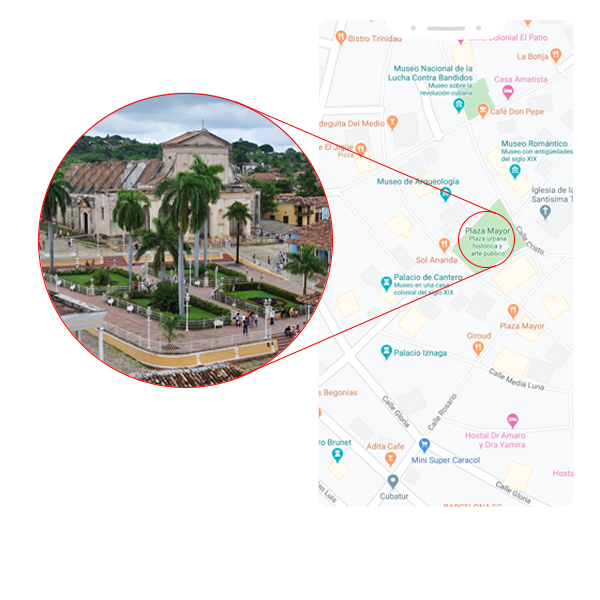 Bistro Trinidad
Casa Colonial El Patio
La Botija
Museo Nacional de la
Lucha Contra Bandidos
Museo sobre la
revolución cubana
Casa Amatista
Café Don Pepe
deguita Del Medio
e El Sigüe
Pizza
Museo Romántico
Museo con antigüedades
del siglo XIX
Museo de Arqueología
Iglesia de la
Santísima T
Plaza Mayor
Plaza urbana
histórica y
arte público
Calle Cristo
Sol Ananda
Palacio de Cantero
Museo en una casa
colonial del siglo XIX
Plaza Mayor
Giroud
Palacio Iznaga
Calle Media Luna
s Begonias
Calle Gloria
Calle Rosario
Hostal Dr Amaro
y Dra Yamira
ro Brunet
Adita Cafe
Mini Super Caracol
Hosta
Calle Gloria
an Luis
Cubatur
BARCELONA FC